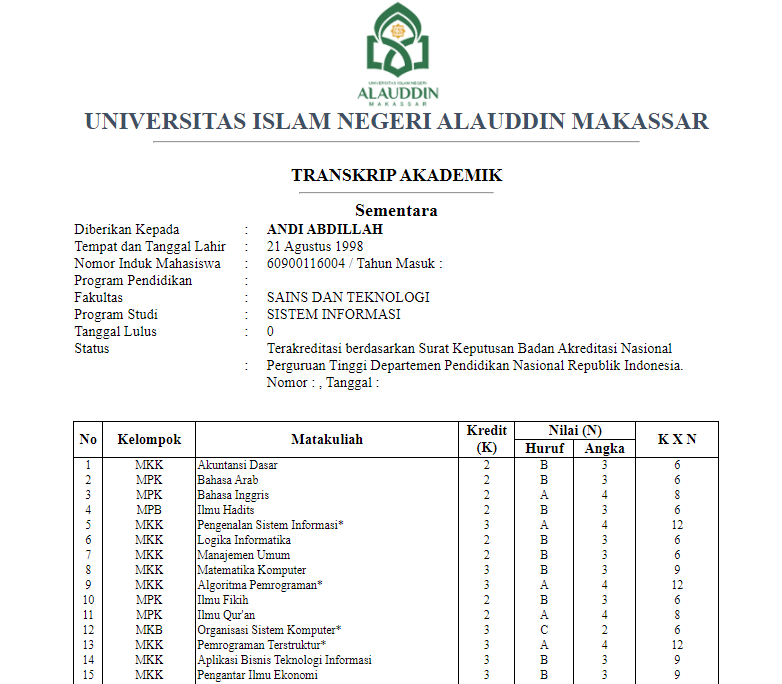 UNIVERSITAS ISLAM NEGERI
ALAUDDIN
MAKASSAR
UNIVERSITAS ISLAM NEGERI ALAUDDIN MAKASSAR
TRANSKRIP AKADEMIK
Sementara
Diberikan Kepada : ANDI ABDILLAH
Tempat dan Tanggal Lahir : 21 Agustus 1998
Nomor Induk Mahasiswa : 60900116004 / Tahun Masuk :
Program Pendidikan :
Fakultas : SAINS DAN TEKNOLOGI
Program Studi : SISTEM INFORMASI
Tanggal Lulus : 0
Status Terakreditasi berdasarkan Surat Keputusan Badan Akreditasi Nasional
: Perguruan Tinggi Departemen Pendidikan Nasional Republik Indonesia.
Nomor : , Tanggal :
No Kelompok Matakuliah Kredit (K) Nilai (N) K X N
Huruf Angka
1 MKK Akuntansi Dasar 2 B 3 6
2 MPK Bahasa Arab 2 B 3 6
3 MPK Bahasa Inggris 2 A 4 8
4 MPB Ilmu Hadits 2 B 3 6
5 MKK Pengenalan Sistem Informasi* 3 A 4 12
6 MKK Logika Informatika 2 B 3 6
7 MKK Manajemen Umum 2 B 3 6
8 MKK Matematika Komputer 3 B 3 9
9 MKK Algoritma Pemrograman* 3 A 4 12
10 MPK Ilmu Fikih 2 B 3 6
11 MPK Ilmu Qur'an 2 A 4 8
12 MKB Organisasi Sistem Komputer* 3 C 2 6
13 MKK Pemrograman Terstruktur* 3 A 4 12
14 MKK Aplikasi Bisnis Teknologi Informasi 3 B 3 9
15 MKK Pengantar Ilmu Ekonomi 3 B 3 9